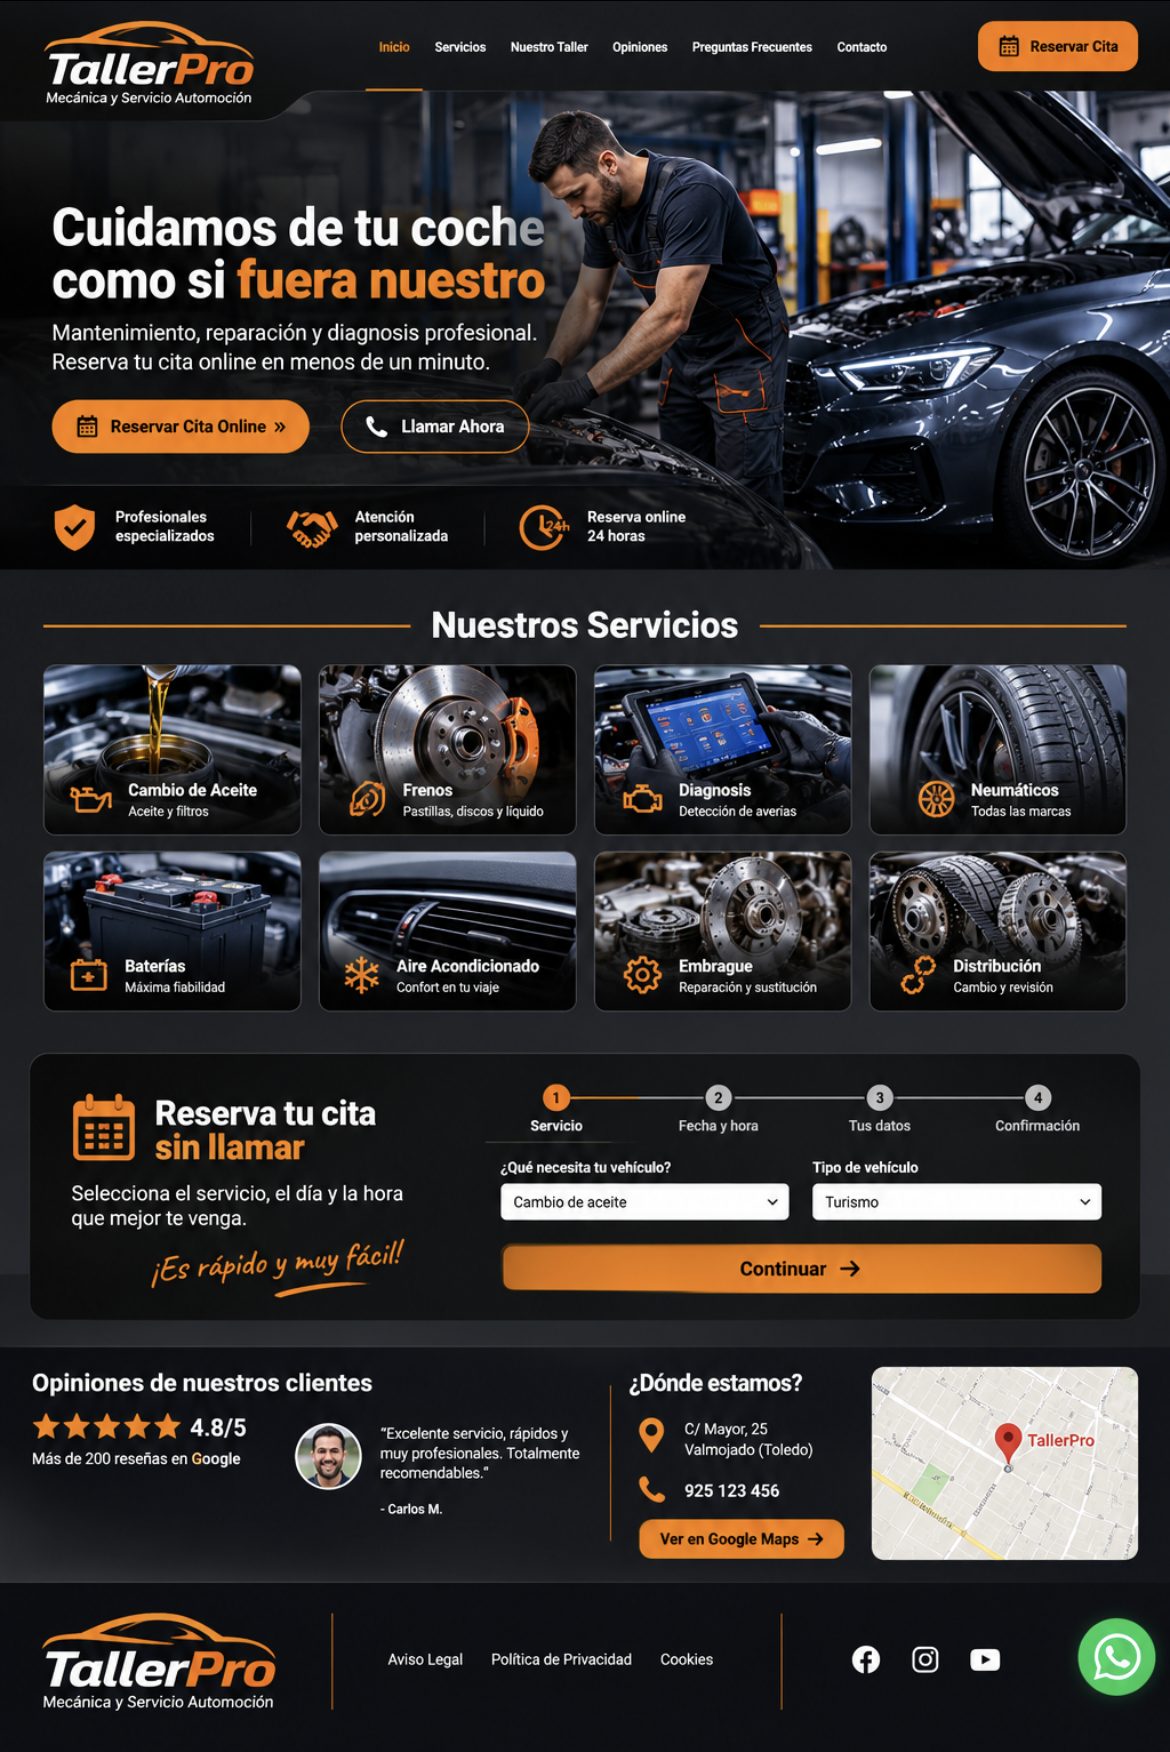 TallerPro
Mecánica y Servicio Automoción
Inicio
Servicios
Nuestro Taller
Opiniones
Preguntas Frecuentes
Contacto
Reservar Cita
Cuidamos de tu coche
como si fuera nuestro
Mantenimiento, reparación y diagnosis profesional.
Reserva tu cita online en menos de un minuto.
Reservar Cita Online »
Llamar Ahora
Profesionales
especializados
Atención
personalizada
24h
Reserva online
24 horas
Nuestros Servicios
Cambio de Aceite
Aceite y filtros
Frenos
Pastillas, discos y líquido
Diagnosis
Detección de averías
Neumáticos
Todas las marcas
Baterías
Máxima fiabilidad
Aire Acondicionado
Confort en tu viaje
Embrague
Reparación y sustitución
Distribución
Cambio y revisión
Reserva tu cita
sin llamar
Selecciona el servicio, el día y la hora
que mejor te venga.
¡Es rápido y muy fácil!
1
Servicio
2
Fecha y hora
3
Tus datos
4
Confirmación
¿Qué necesita tu vehículo?
Cambio de aceite
Tipo de vehículo
Turismo
Continuar →
Opiniones de nuestros clientes
4.8/5
Más de 200 reseñas en Google
"Excelente servicio, rápidos y
muy profesionales. Totalmente
recomendables."
- Carlos M.
¿Dónde estamos?
C/ Mayor, 25
Valmojado (Toledo)
925 123 456
Ver en Google Maps →
TallerPro
TallerPro
Mecánica y Servicio Automoción
Aviso Legal
Política de Privacidad
Cookies